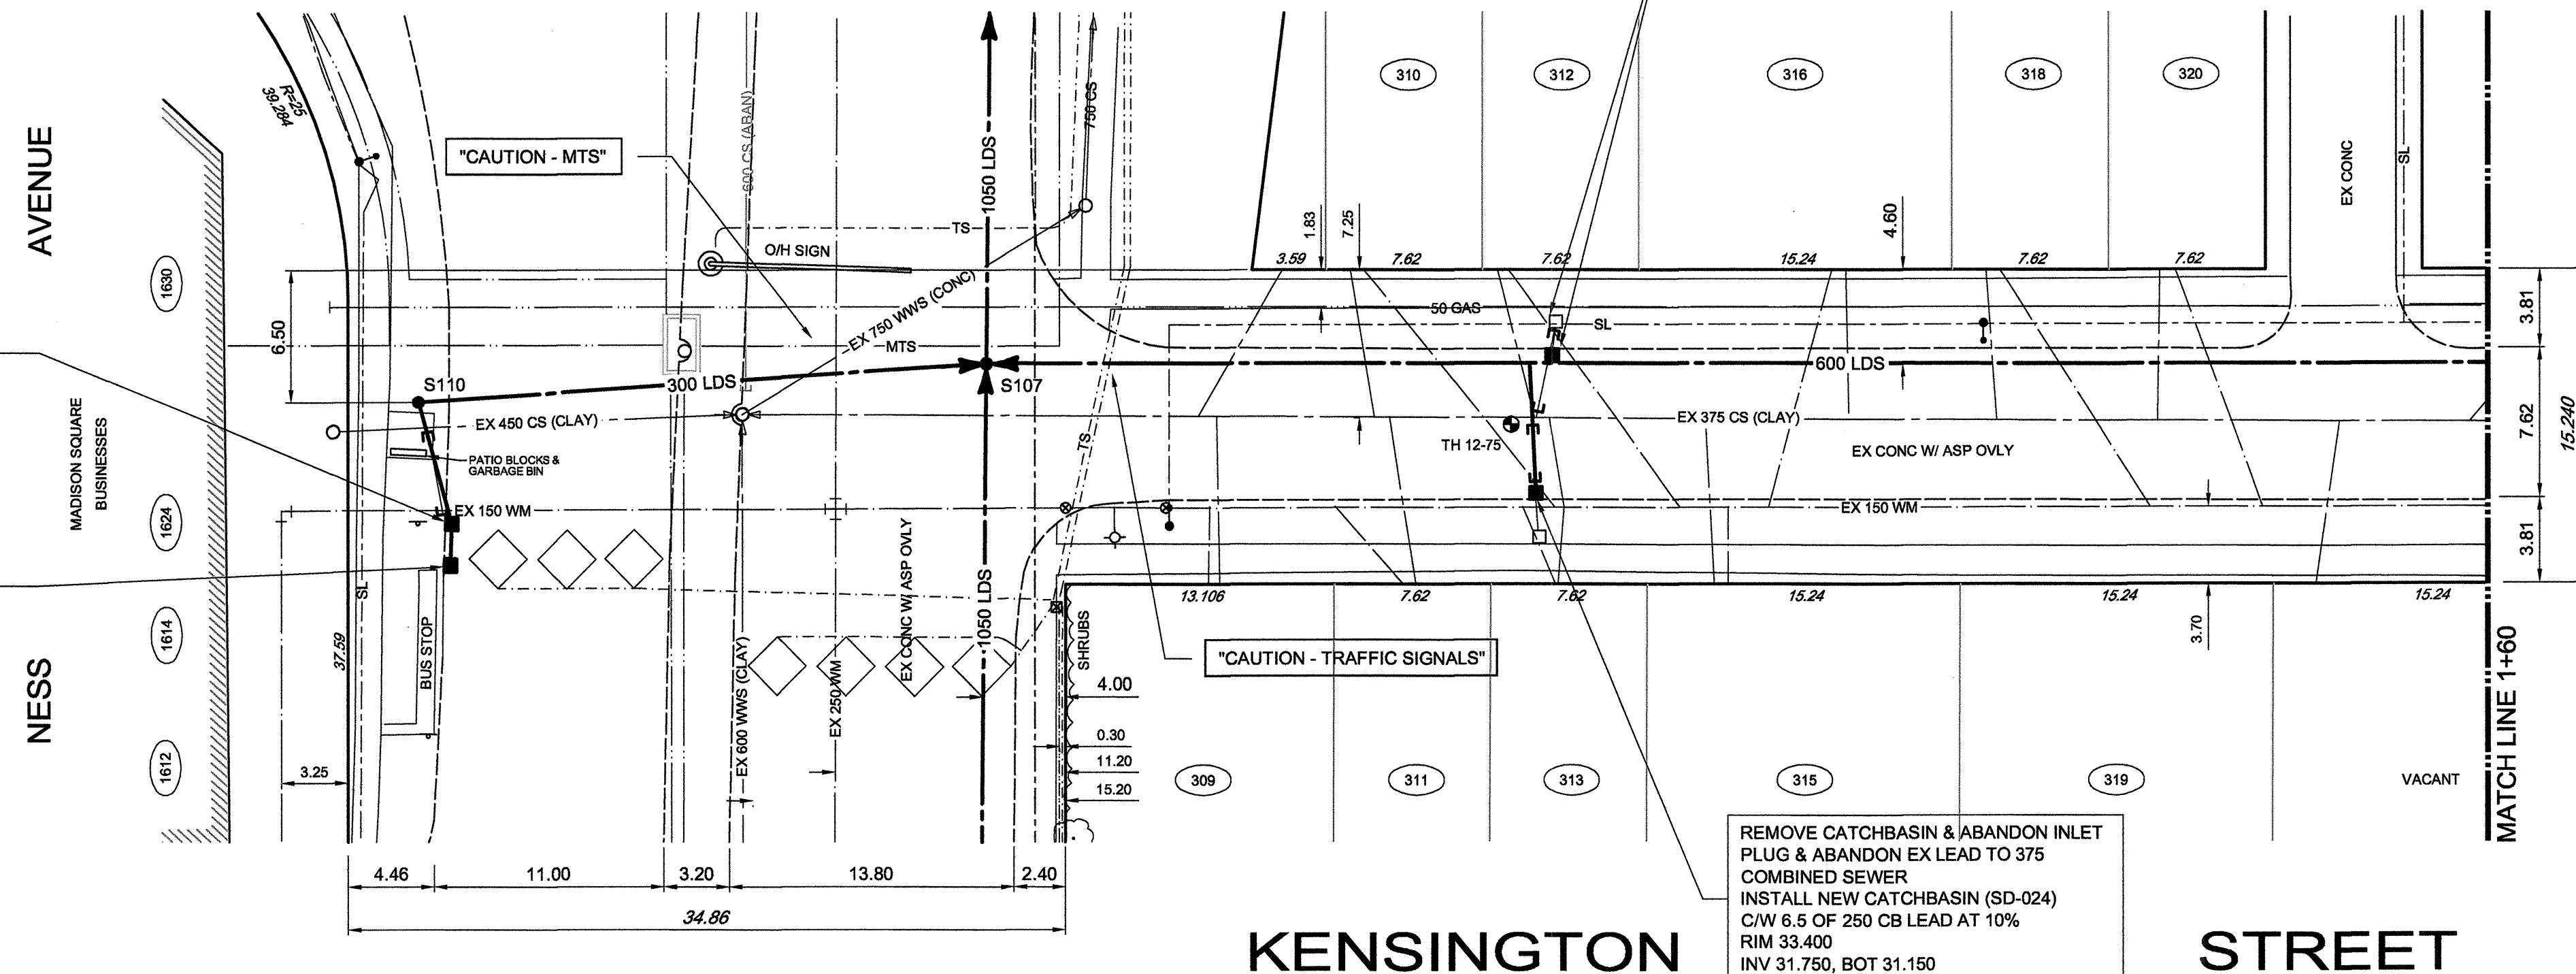 AVENUE
NESS
MADISON SQUARE
BUSINESSES
1630
1624
1614
1612
R=25
39.284
6.50
3.25
37.59
SL
BUS STOP
S110
300 LDS
EX 450 CS (CLAY)
PATIO BLOCKS &
GARBAGE BIN
EX 150 WM
"CAUTION - MTS"
600 CS (ABAN)
TS
O/H SIGN
EX 750 WWS (CONC)
MTS
1050 LDS
750 CS
S107
TS
EX CONC W/ ASP OVLY
1050 LDS
EX 600 WWS (CLAY)
EX 250 WM
SHRUBS
4.00
0.30
11.20
15.20
4.46
11.00
3.20
13.80
2.40
34.86
310
312
316
318
320
EX CONC
SL
1.83
7.25
4.60
3.59
7.62
7.62
15.24
7.62
7.62
50 GAS
SL
600 LDS
EX 375 CS (CLAY)
TH 12-75
EX CONC W/ ASP OVLY
EX 150 WM
3.81
7.62
3.81
15.240
13.106
7.62
7.62
15.24
15.24
15.24
3.70
"CAUTION - TRAFFIC SIGNALS"
309
311
313
315
319
VACANT
MATCH LINE 1+60
REMOVE CATCHBASIN & ABANDON INLET
PLUG & ABANDON EX LEAD TO 375
COMBINED SEWER
INSTALL NEW CATCHBASIN (SD-024)
C/W 6.5 OF 250 CB LEAD AT 10%
RIM 33.400
INV 31.750, BOT 31.150
KENSINGTON STREET